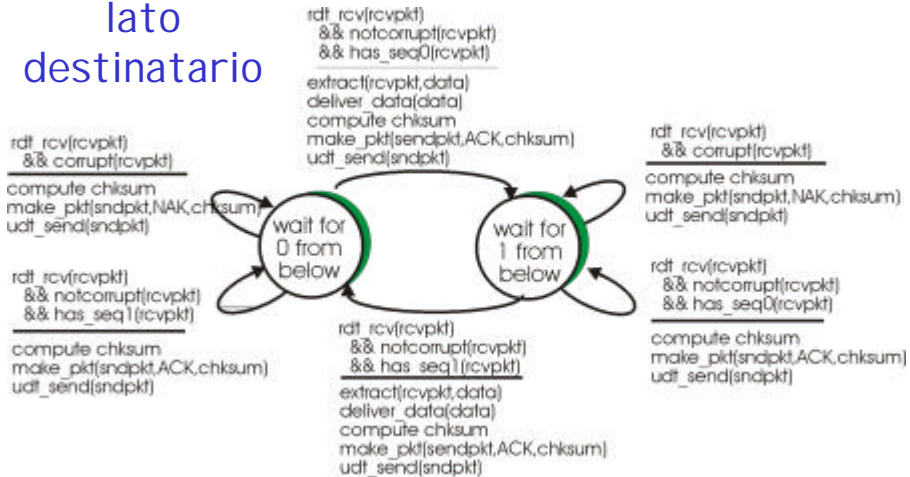 lato
destinatario
rdt_rcv(rcvpkt)
&& notcorrupt(rcvpkt)
&& has_seq0(rcvpkt)
extract(rcvpkt,data)
deliver_data(data)
compute chksum
make_pkt(sendpkt,ACK,chksum)
udt_send(sndpkt)
rdt_rcv(rcvpkt)
&& corrupt(rcvpkt)
compute chksum
make_pkt(sndpkt,NAK,chksum)
udt_send(sndpkt)
rdt_rcv(rcvpkt)
&& notcorrupt(rcvpkt)
&& has_seq1(rcvpkt)
compute chksum
make_pkt(sndpkt,ACK,chksum)
udt_send(sndpkt)
wait for
0 from
below
wait for
1 from
below
rdt_rcv(rcvpkt)
&& corrupt(rcvpkt)
compute chksum
make_pkt(sndpkt,NAK,chksum)
udt_send(sndpkt)
rdt_rcv(rcvpkt)
&& notcorrupt(rcvpkt)
&& has_seq0(rcvpkt)
compute chksum
make_pkt(sndpkt,ACK,chksum)
udt_send(sndpkt)
rdt_rcv(rcvpkt)
&& notcorrupt(rcvpkt)
&& has_seq1(rcvpkt)
extract(rcvpkt,data)
deliver_data(data)
compute chksum
make_pkt(sendpkt,ACK,chksum)
udt_send(sndpkt)